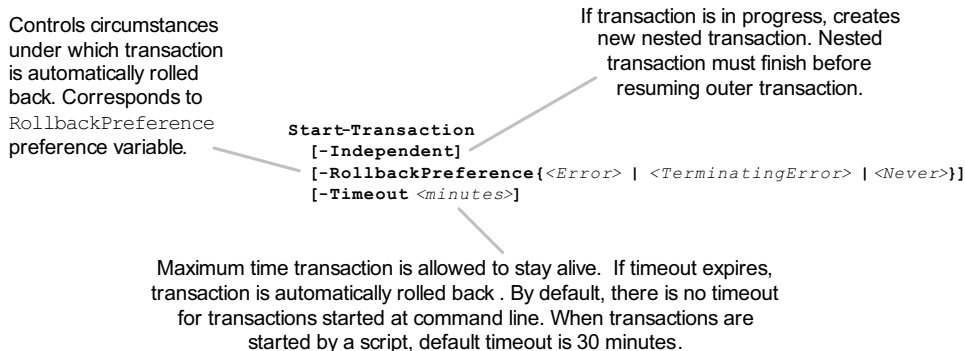 Controls circumstances
under which transaction
is automatically rolled
back. Corresponds to
RollbackPreference
preference variable.
If transaction is in progress, creates
new nested transaction. Nested
transaction must finish before
resuming outer transaction.
Start-Transaction
[-Independent]
[-RollbackPreference{<Error> | <TerminatingError> | <Never>}]
[-Timeout <minutes>]
Maximum time transaction is allowed to stay alive. If timeout expires,
transaction is automatically rolled back . By default, there is no timeout
for transactions started at command line. When transactions are
started by a script, default timeout is 30 minutes.